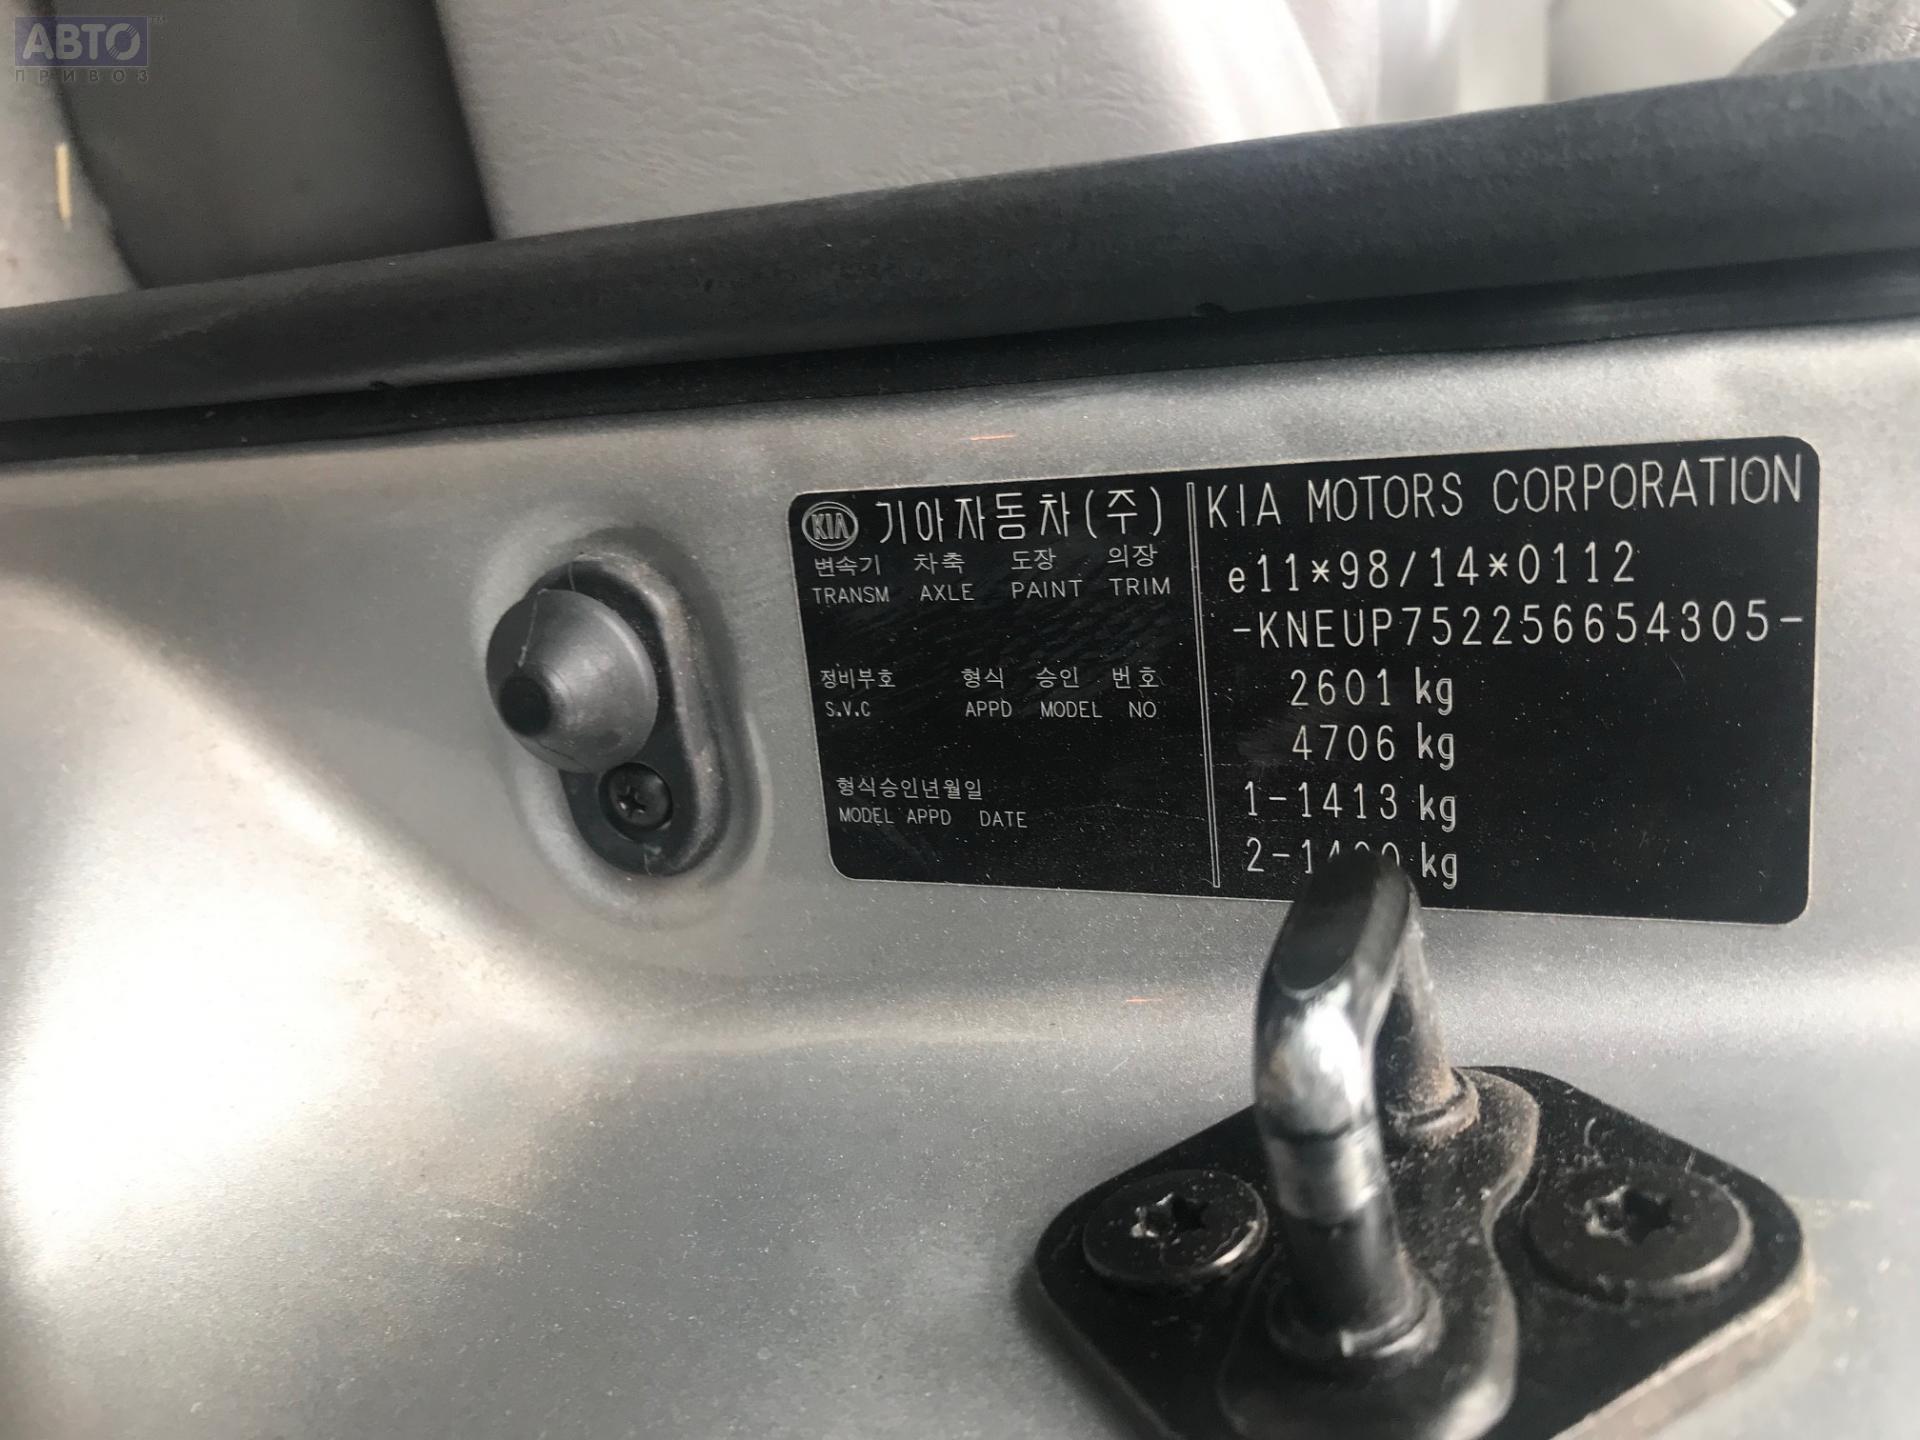 АВТО™
ПРИВОЗ
KIA 기아자동차(주)
변속기 차축 도장 의장
TRANSM AXLE PAINT TRIM
정비부호 형식 승인 번호
S.V.C APPD MODEL NO
형식승인년월일
MODEL APPD DATE
KIA MOTORS CORPORATION
e11*98/14*0112
-KNEUP752256654305-
2601 kg
4706 kg
1-1413 kg
kg